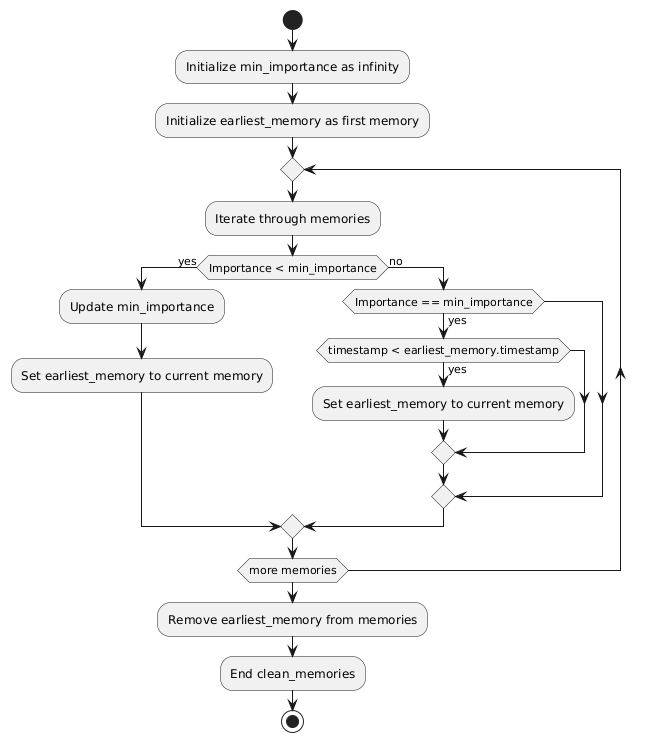 Initialize min_importance as infinity
Initialize earliest_memory as first memory
Iterate through memories
yes
Importance < min_importance
no
Update min_importance
Set earliest_memory to current memory
Importance == min_importance
yes
timestamp < earliest_memory.timestamp
yes
Set earliest_memory to current memory
more memories
Remove earliest_memory from memories
End clean_memories